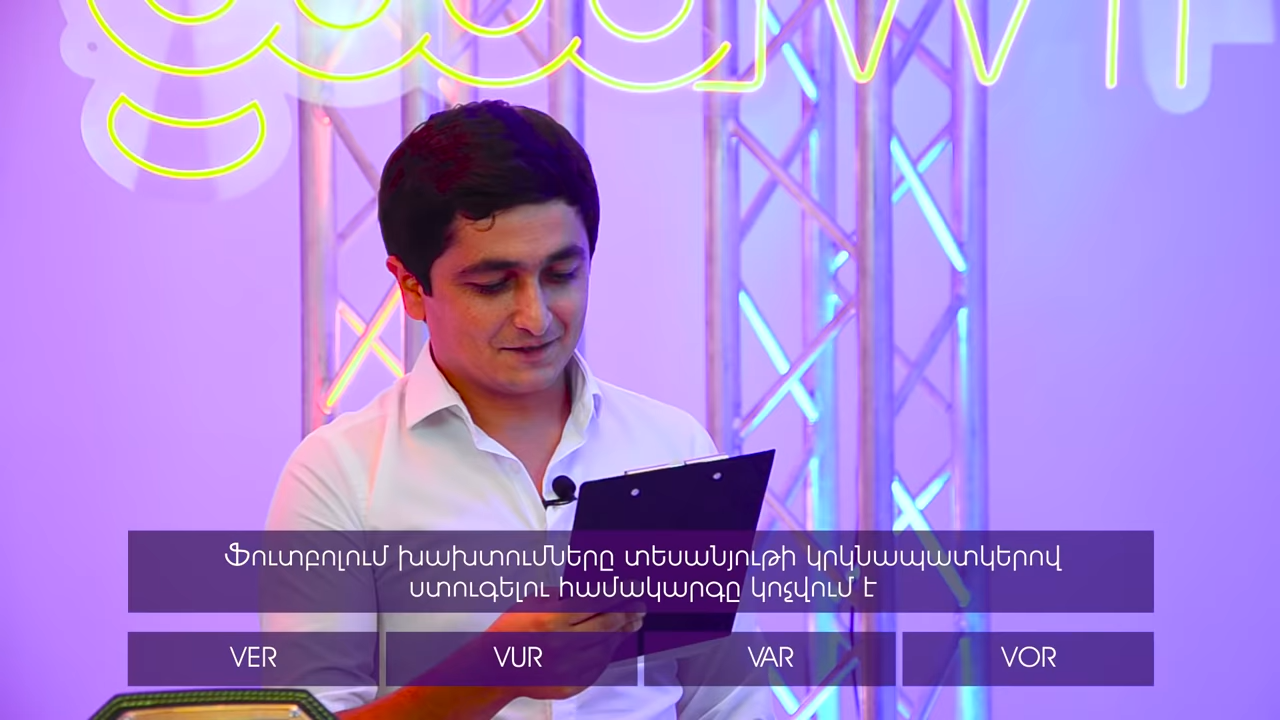 Ֆուտբոլում խախտումները տեսանյութի կրկնապատկերով
ստուգելու համակարգը կոչվում է
VER
VUR
VAR
VOR